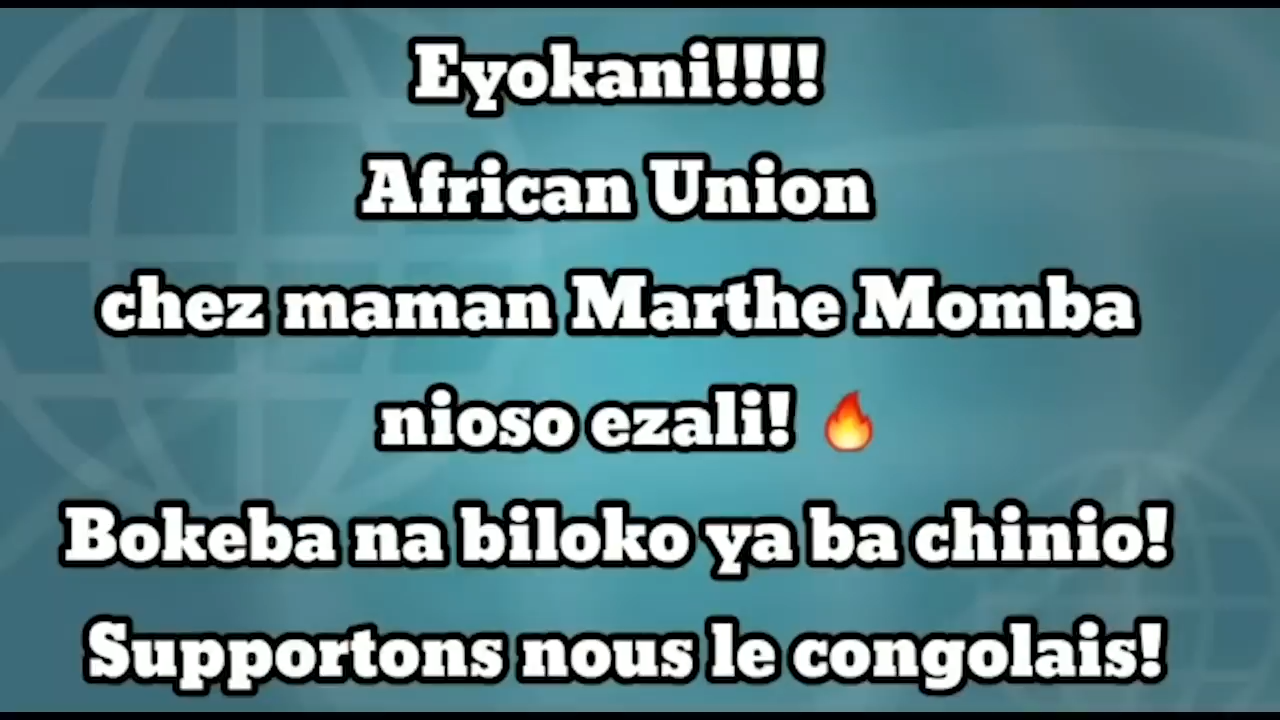 Eyokani!!!!
African Union
chez maman Marthe Momba
nioso ezali! 🔥
Bokeba na biloko ya ba chinio!
Supportons nous le congolais!